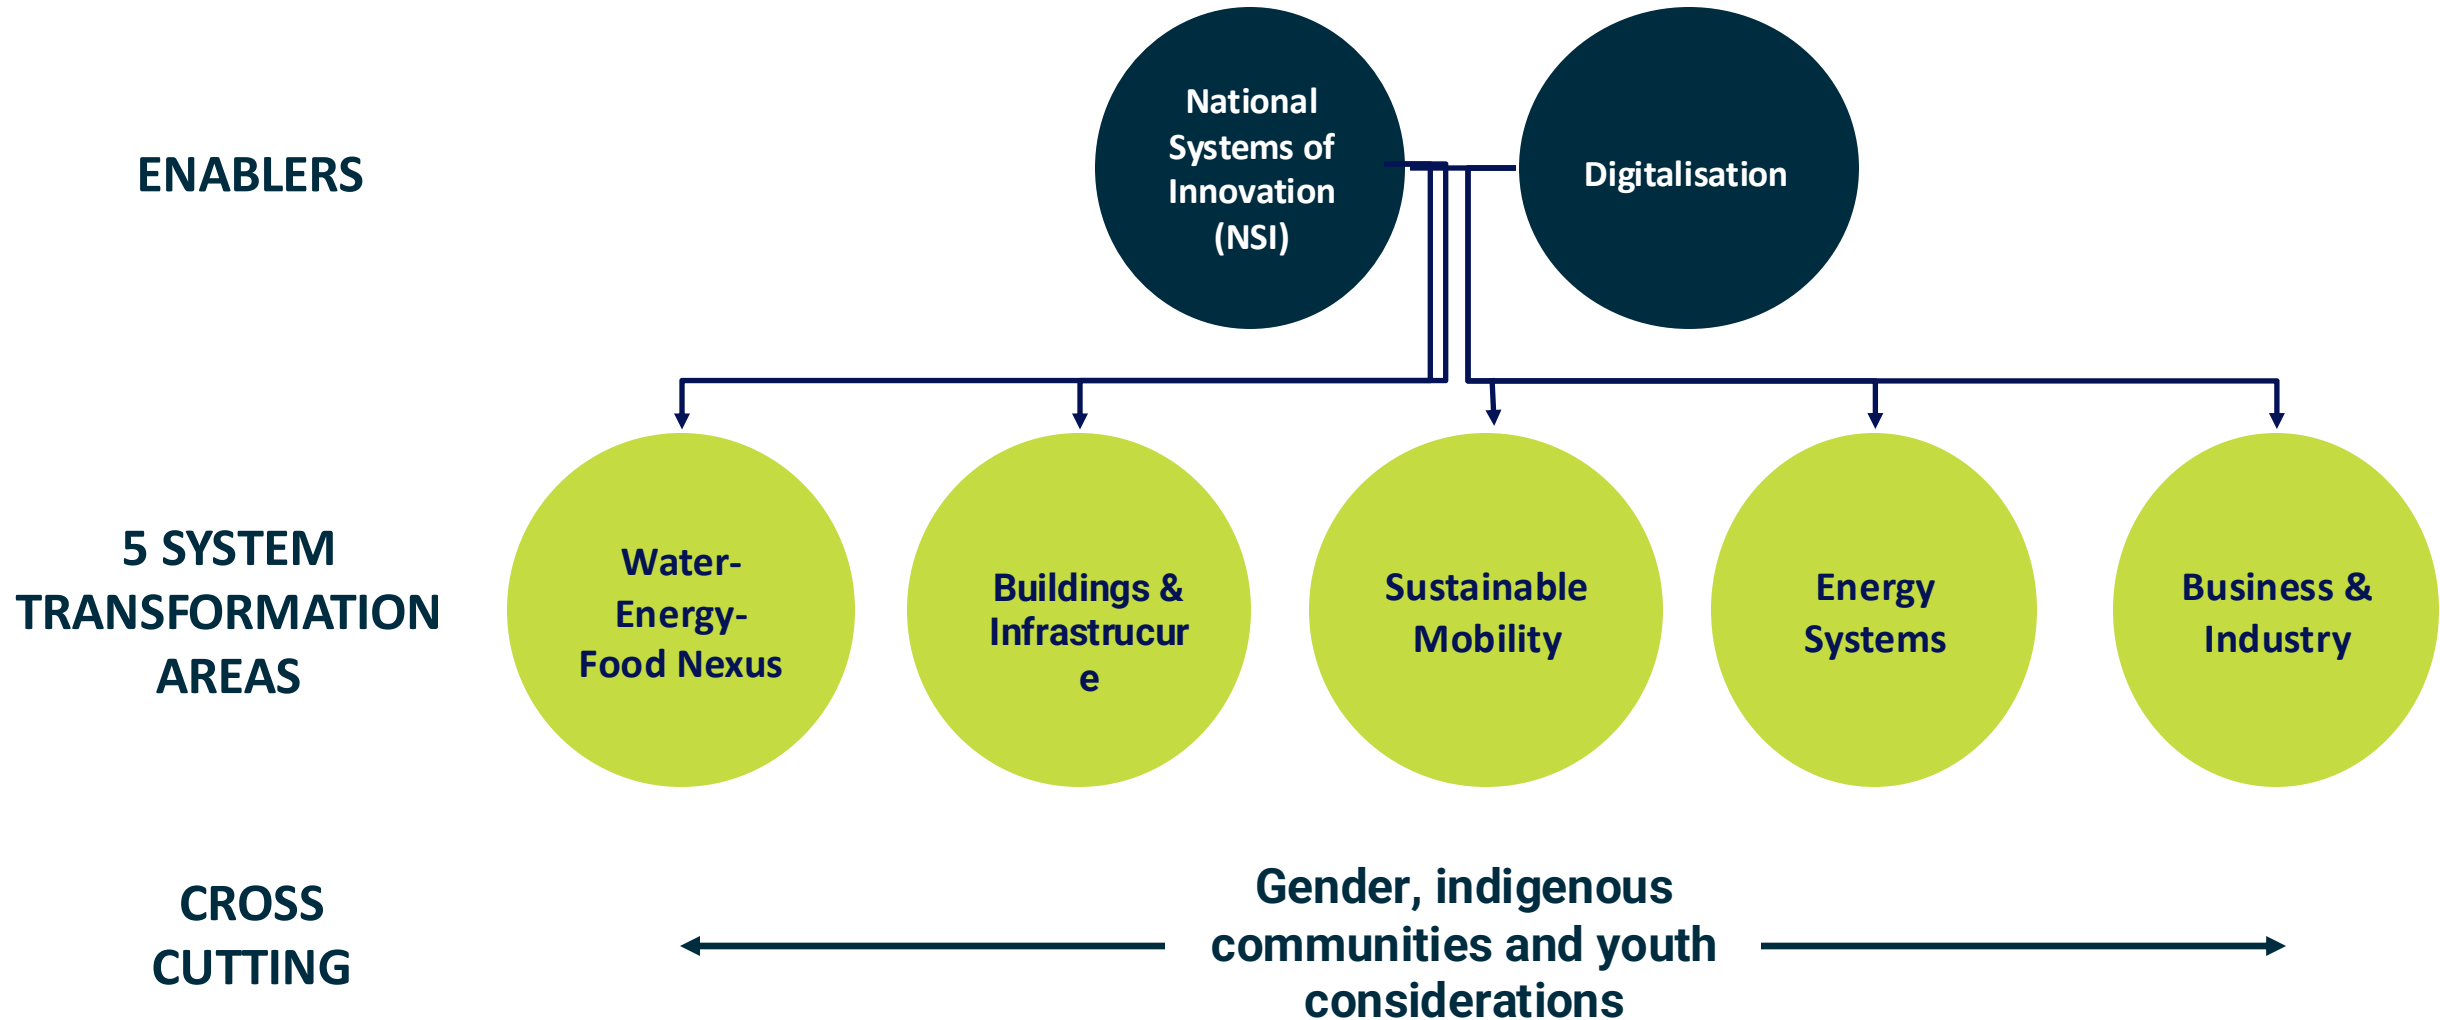 ENABLERS
National
Systems of
Innovation
(NSI)
Digitalisation
5 SYSTEM
TRANSFORMATION
AREAS
Water-
Energy-
Food Nexus
Buildings &
Infrastrucur
e
Sustainable
Mobility
Energy
Systems
Business &
Industry
CROSS
CUTTING
Gender, indigenous
communities and youth
considerations